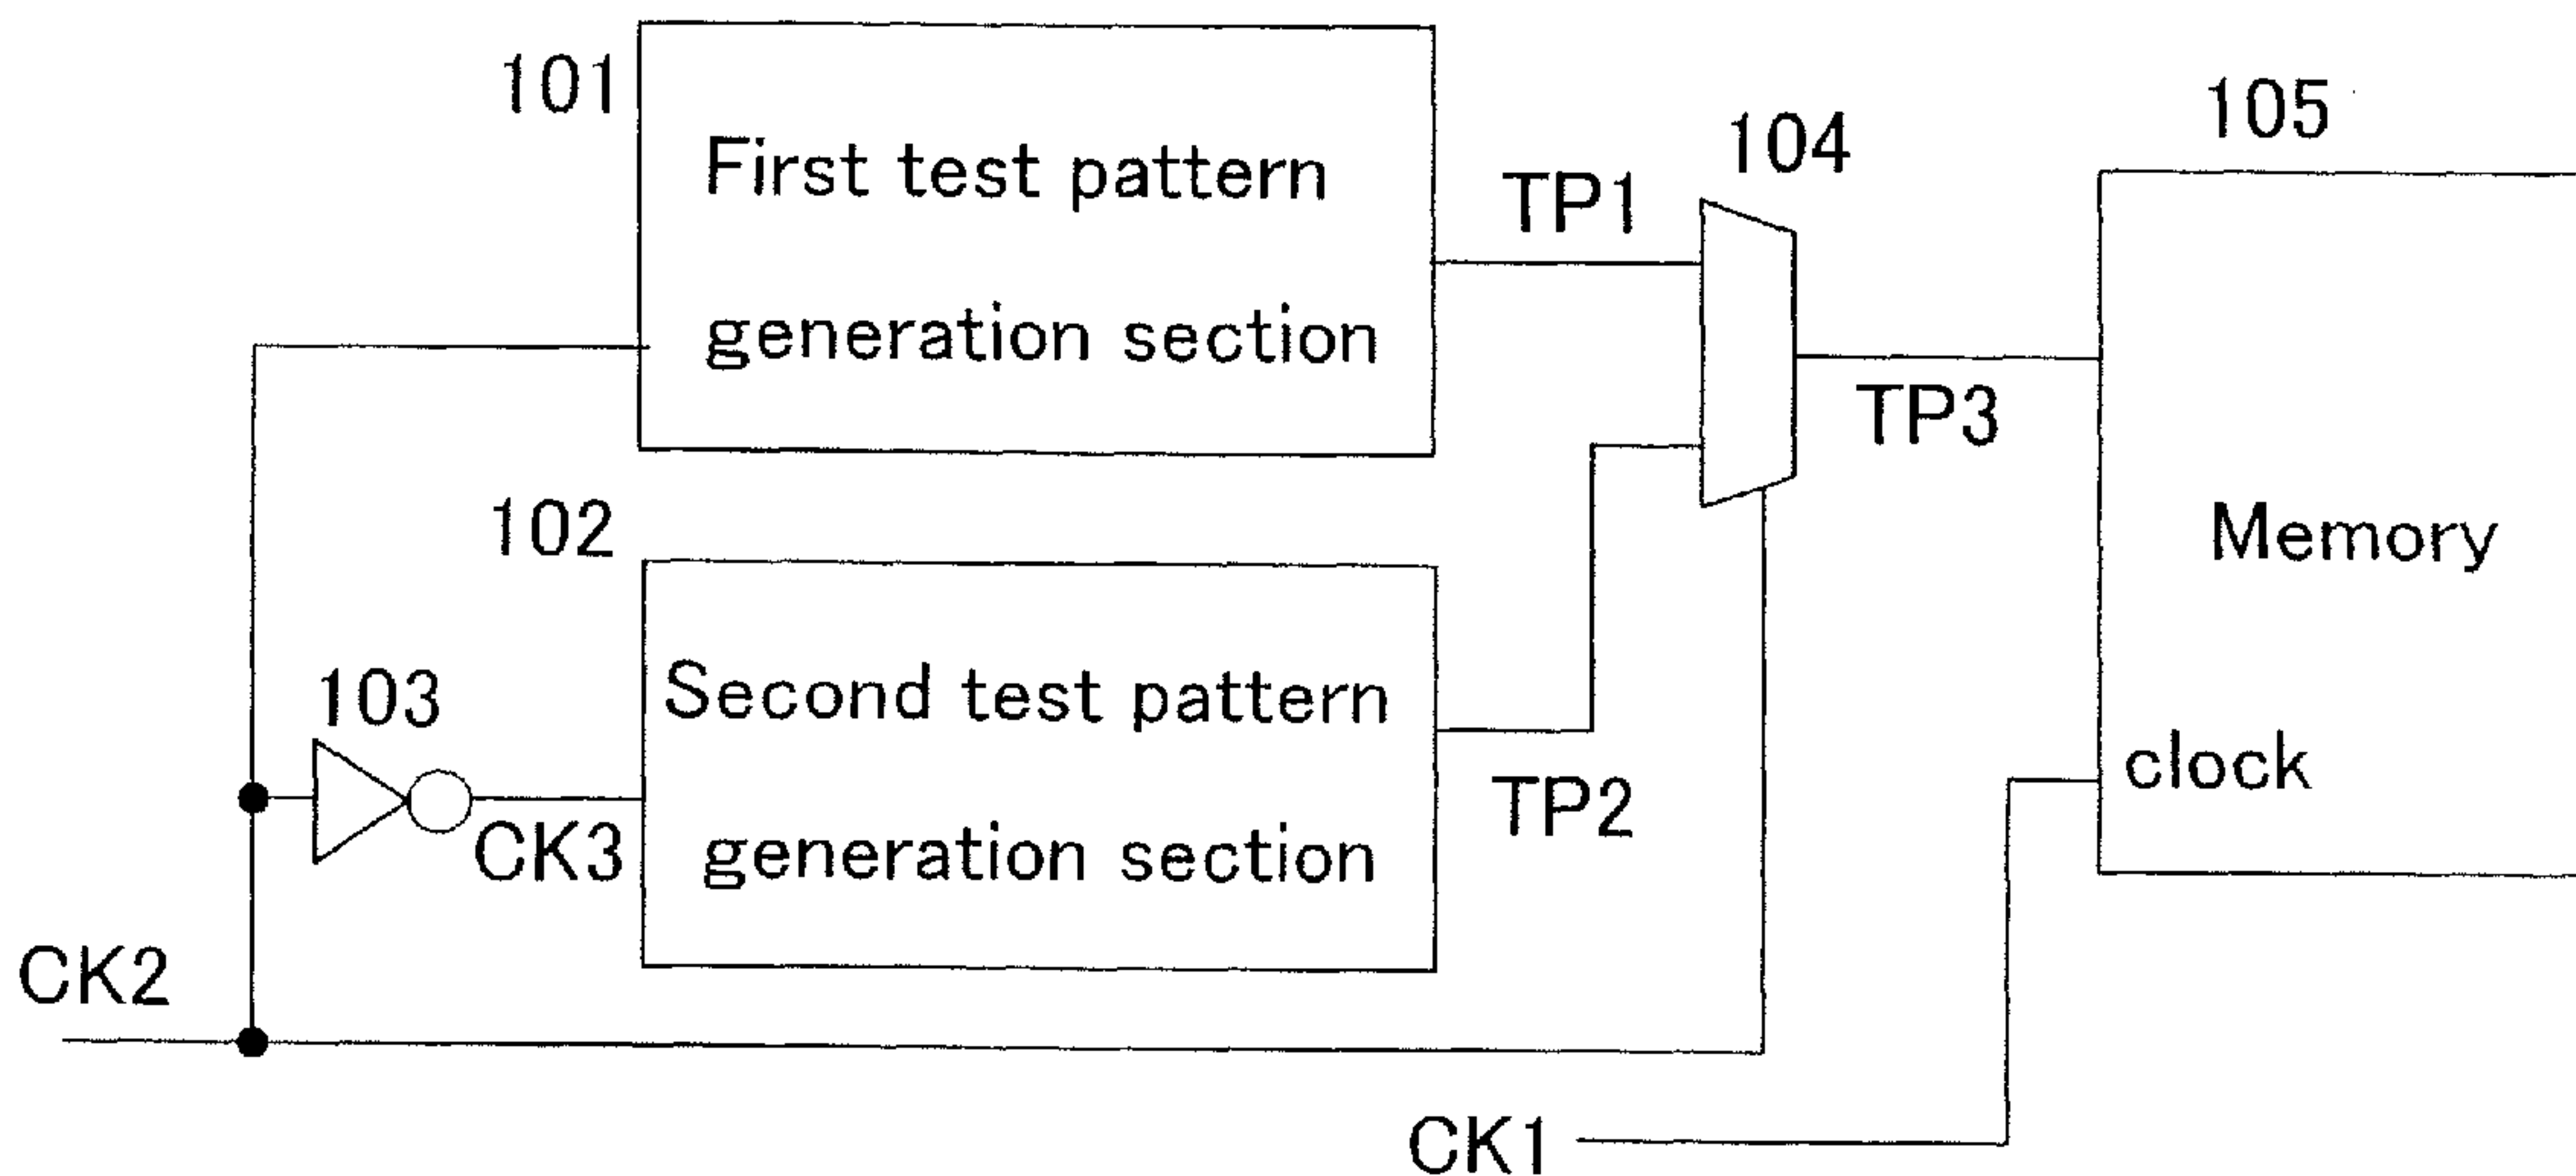 101
First test pattern
generation section
TP1
104
105
TP3
Memory
102
Second test pattern
generation section
TP2
103
CK3
clock
CK2
CK1